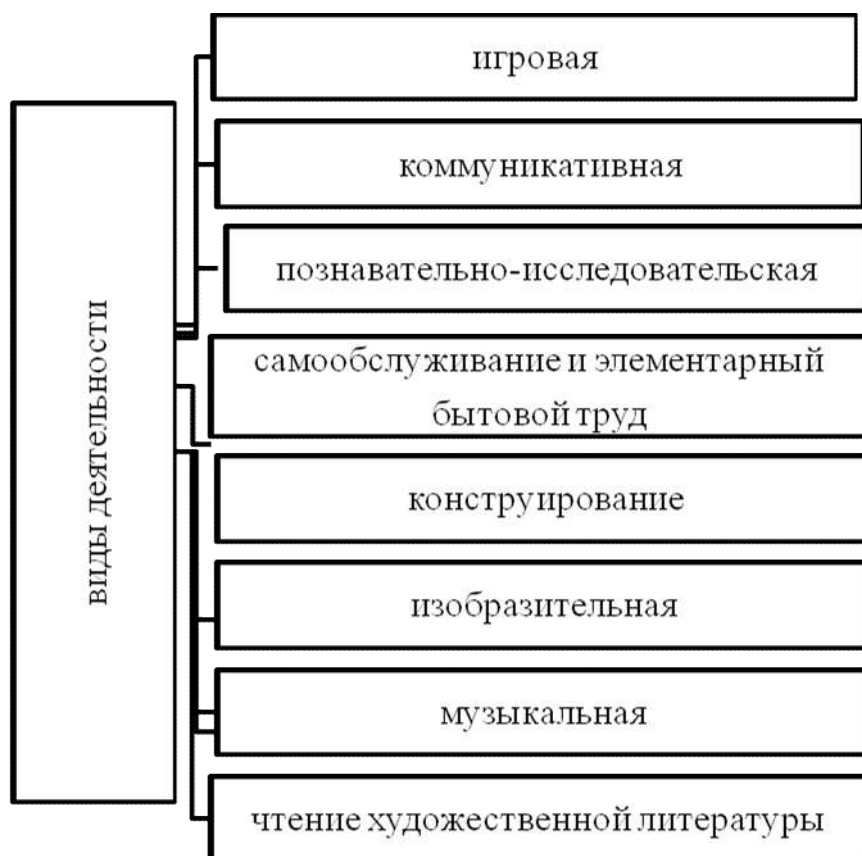 виды деятельности
игровая
коммуникативная
познавательно-исследовательская
самообслуживание и элементарный
бытовой труд
конструирование
изобразительная
музыкальная
чтение художественной литературы